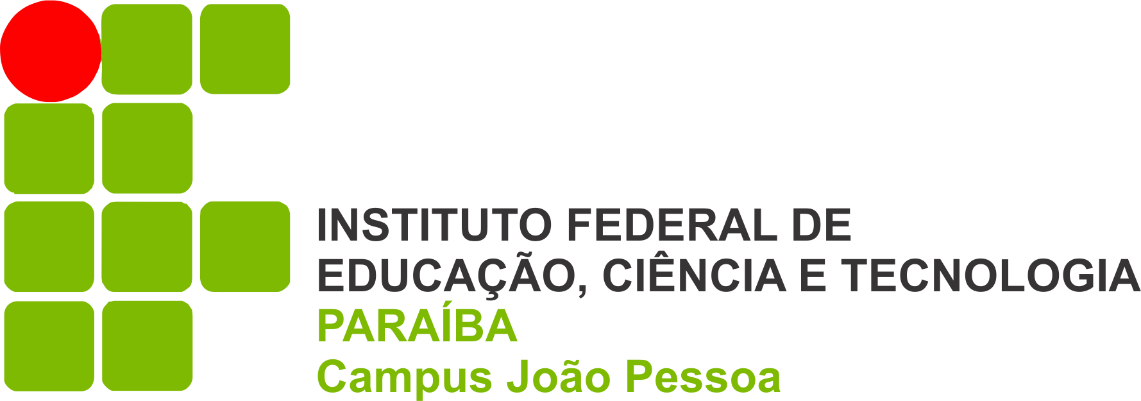 INSTITUTO FEDERAL DE
EDUCAÇÃO, CIÊNCIA E TECNOLOGIA
PARAÍBA
Campus João Pessoa